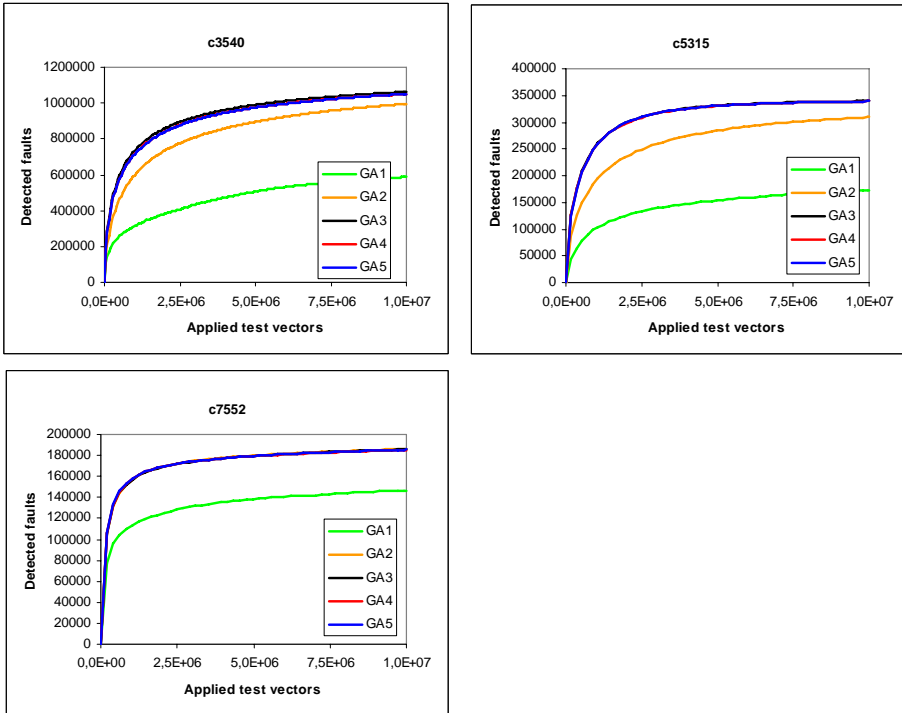 c3540
1200000
1000000
800000
600000
400000
200000
0
Detected faults
0,0E+00 2,5E+06 5,0E+06 7,5E+06 1,0E+07
Applied test vectors
GA1
GA2
GA3
GA4
GA5
c5315
400000
350000
300000
250000
200000
150000
100000
50000
0
Detected faults
0,0E+00 2,5E+06 5,0E+06 7,5E+06 1,0E+07
Applied test vectors
GA1
GA2
GA3
GA4
GA5
c7552
200000
180000
160000
140000
120000
100000
80000
60000
40000
20000
0
Detected faults
0,0E+00 2,5E+06 5,0E+06 7,5E+06 1,0E+07
Applied test vectors
GA1
GA2
GA3
GA4
GA5